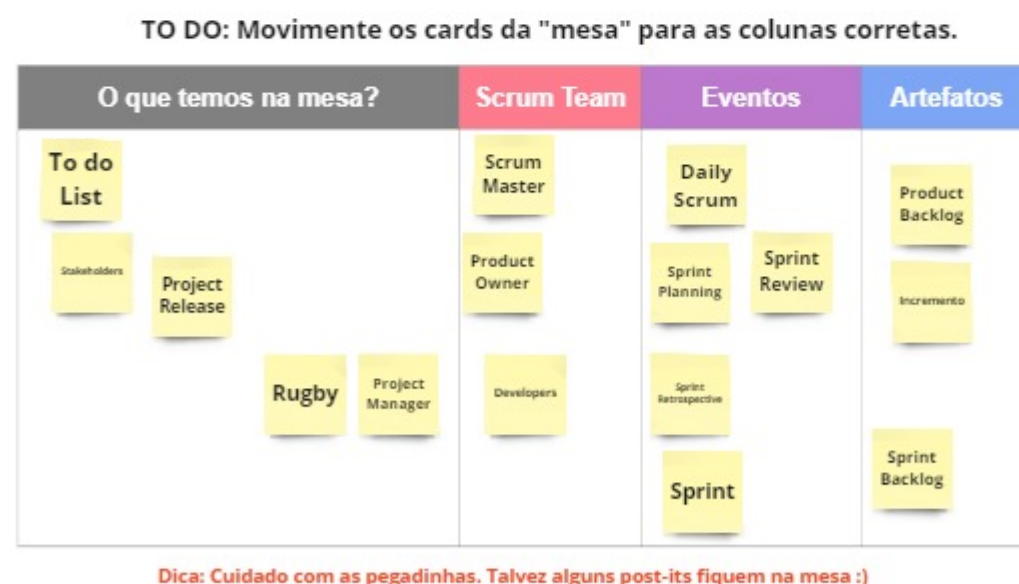 TO DO: Movimente os cards da "mesa" para as colunas corretas.
O que temos na mesa?
Scrum Team
Eventos
Artefatos
To do
List
Stakeholders
Project
Release
Rugby
Project
Manager
Scrum
Master
Product
Owner
Developers
Daily
Scrum
Sprint
Planning
Sprint
Review
Sprint
Retrospective
Sprint
Product
Backlog
Incremento
Sprint
Backlog
Dica: Cuidado com as pegadinhas. Talvez alguns post-its fiquem na mesa :)